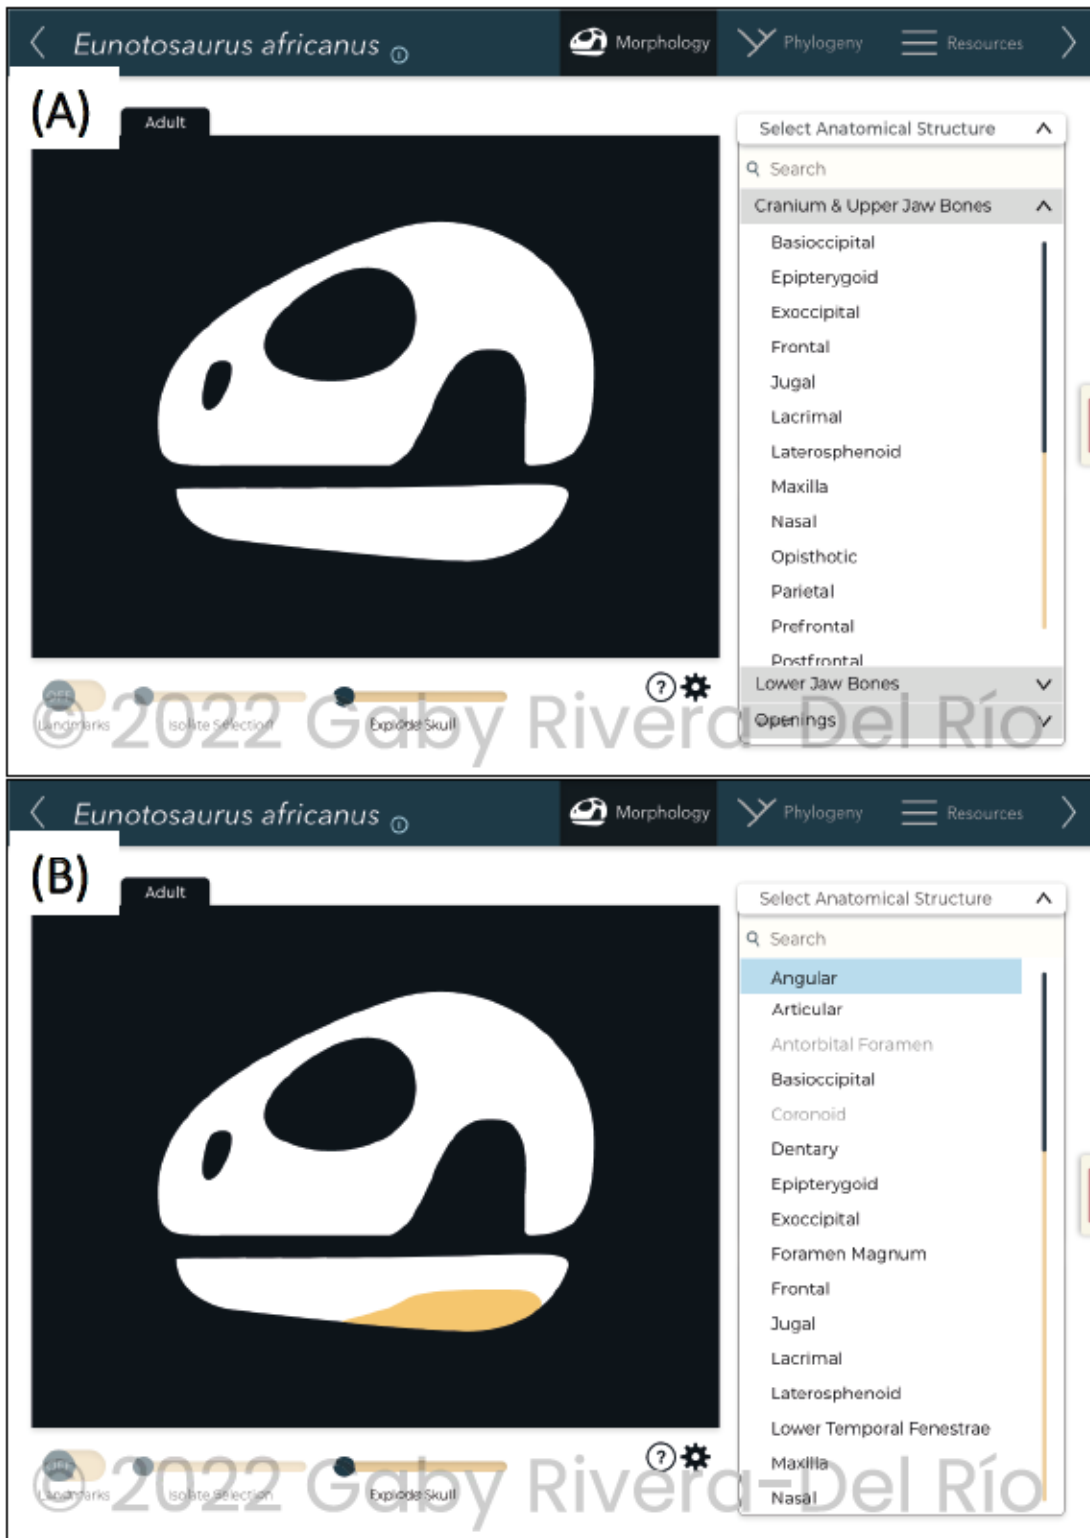 Eunotosaurus africanus
Morphology
Phylogeny
Resources
(A)
Adult
Select Anatomical Structure
Search
Cranium & Upper Jaw Bones
Basioccipital
Epipterygoid
Exoccipital
Frontal
Jugal
Lacrimal
Laterosphenoid
Maxilla
Nasal
Opisthotic
Parietal
Prefrontal
Postfrontal
Lower Jaw Bones
Openings
OFF
Landmarks
Isolate Selection
Explode Skull
?
© 2022 Gaby Rivera-Del Río
Eunotosaurus africanus
Morphology
Phylogeny
Resources
(B)
Adult
Select Anatomical Structure
Search
Angular
Articular
Antorbital Foramen
Basioccipital
Coronoid
Dentary
Epipterygoid
Exoccipital
Foramen Magnum
Frontal
Jugal
Lacrimal
Laterosphenoid
Lower Temporal Fenestrae
Maxilla
Nasal
OFF
Landmarks
Isolate Selection
Explode Skull
?
© 2022 Gaby Rivera-Del Río